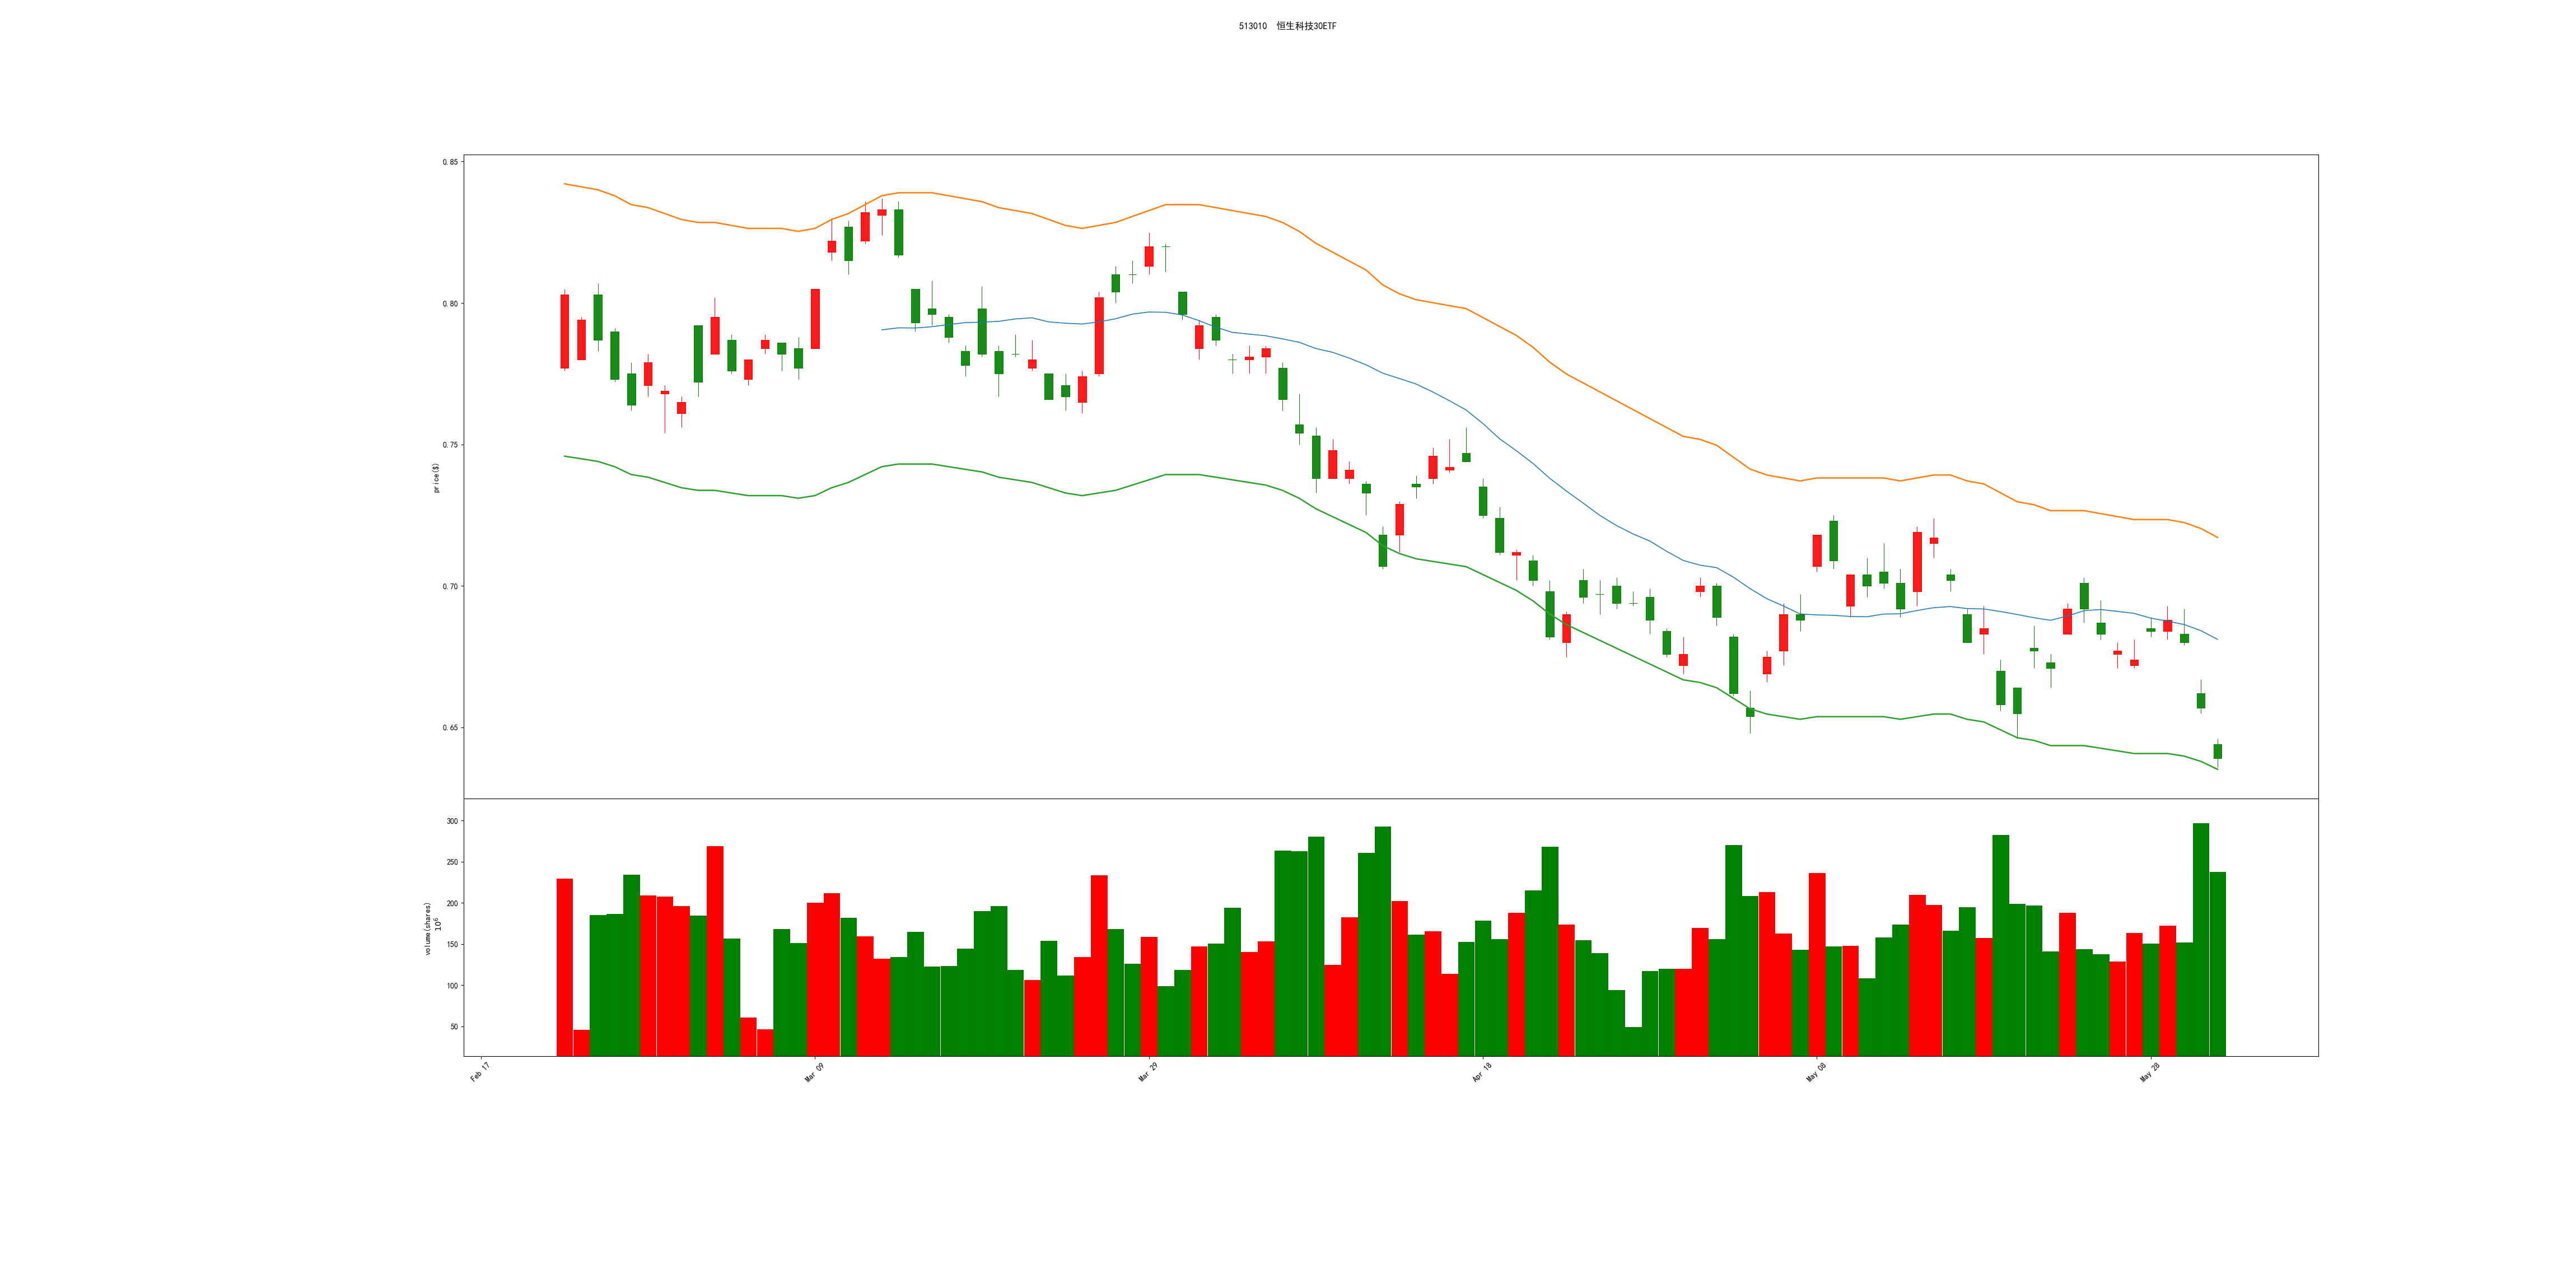 513010 恒生科技30ETF
0.85
0.80
0.75
0.70
0.65
price($)
300
250
200
150
100
50
volume(shares)
10^6
Feb 17
Mar 09
Mar 29
Apr 18
May 08
May 28